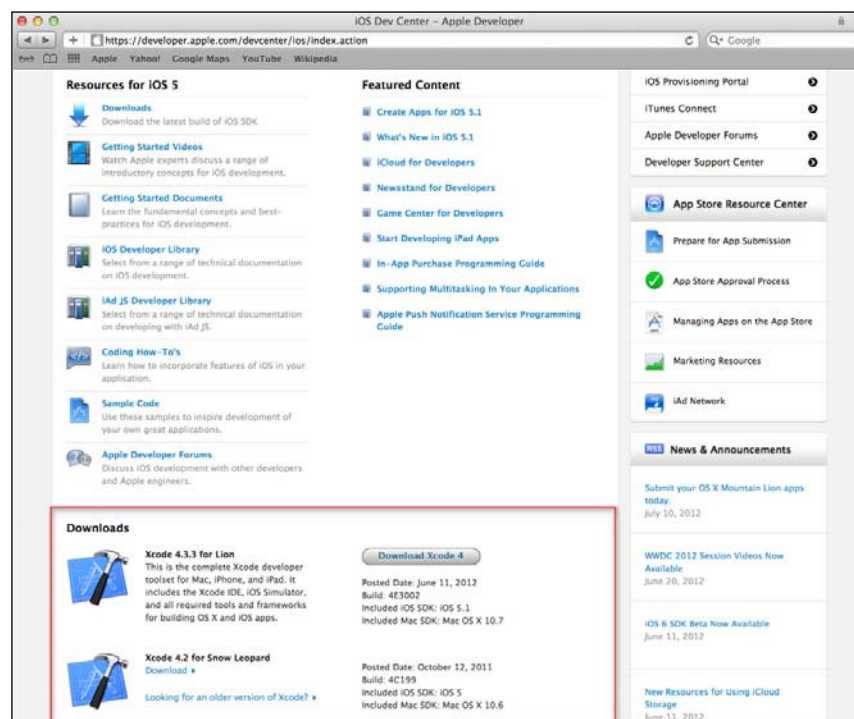 iOS Dev Center – Apple Developer
https://developer.apple.com/devcenter/ios/index.action
Google
Apple Yahoo! Google Maps YouTube Wikipedia
Resources for iOS 5
Downloads
Download the latest build of iOS SDK
Getting Started Videos
Watch Apple experts discuss a range of
introductory concepts for iOS development.
Getting Started Documents
Learn the fundamental concepts and best-
practices for iOS development.
iOS Developer Library
Select from a range of technical documentation
on iOS development.
iAd JS Developer Library
Select from a range of technical documentation
on developing with iAd JS.
Coding How-To's
Learn how to incorporate features of iOS in your
application.
Sample Code
Use these samples to inspire development of
your own great applications.
Apple Developer Forums
Discuss iOS development with other developers
and Apple engineers.
Featured Content
Create Apps for iOS 5.1
What's New in iOS 5.1
iCloud for Developers
Newsstand for Developers
Game Center for Developers
Start Developing iPad Apps
In-App Purchase Programming Guide
Supporting Multitasking In Your Applications
Apple Push Notification Service Programming
Guide
Downloads
Xcode 4.3.3 for Lion
This is the complete Xcode developer
toolset for Mac, iPhone, and iPad. It
includes the Xcode IDE, iOS Simulator,
and all required tools and frameworks
for building OS X and iOS apps.
Download Xcode 4
Posted Date: June 11, 2012
Build: 4E3002
Included iOS SDK: iOS 5.1
Included Mac SDK: Mac OS X 10.7
Xcode 4.2 for Snow Leopard
Download
Looking for an older version of Xcode?
Posted Date: October 12, 2011
Build: 4C199
Included iOS SDK: iOS 5
Included Mac SDK: Mac OS X 10.6
iOS Provisioning Portal
iTunes Connect
Apple Developer Forums
Developer Support Center
App Store Resource Center
Prepare for App Submission
App Store Approval Process
Managing Apps on the App Store
Marketing Resources
iAd Network
RSS News & Announcements
Submit your OS X Mountain Lion apps
today.
July 10, 2012
WWDC 2012 Session Videos Now
Available
June 20, 2012
iOS 6 SDK Beta Now Available
June 11, 2012
New Resources for Using iCloud
Storage
June 11, 2012